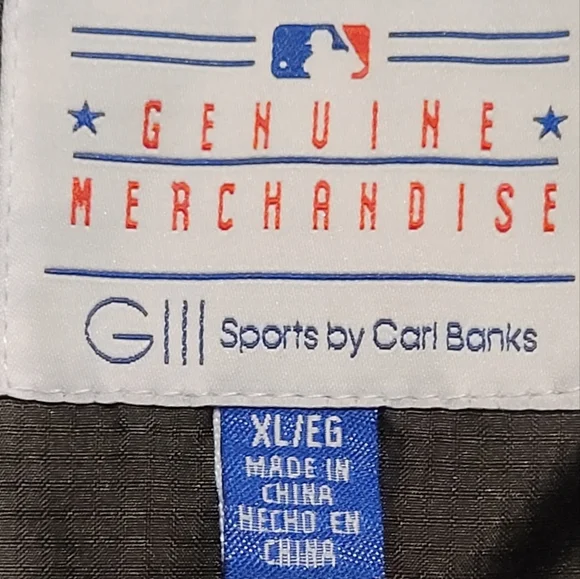 GENUINE
MERCHANDISE
GIII Sports by Carl Banks
XL/EG
MADE IN
CHINA
HECHO EN
CHINA